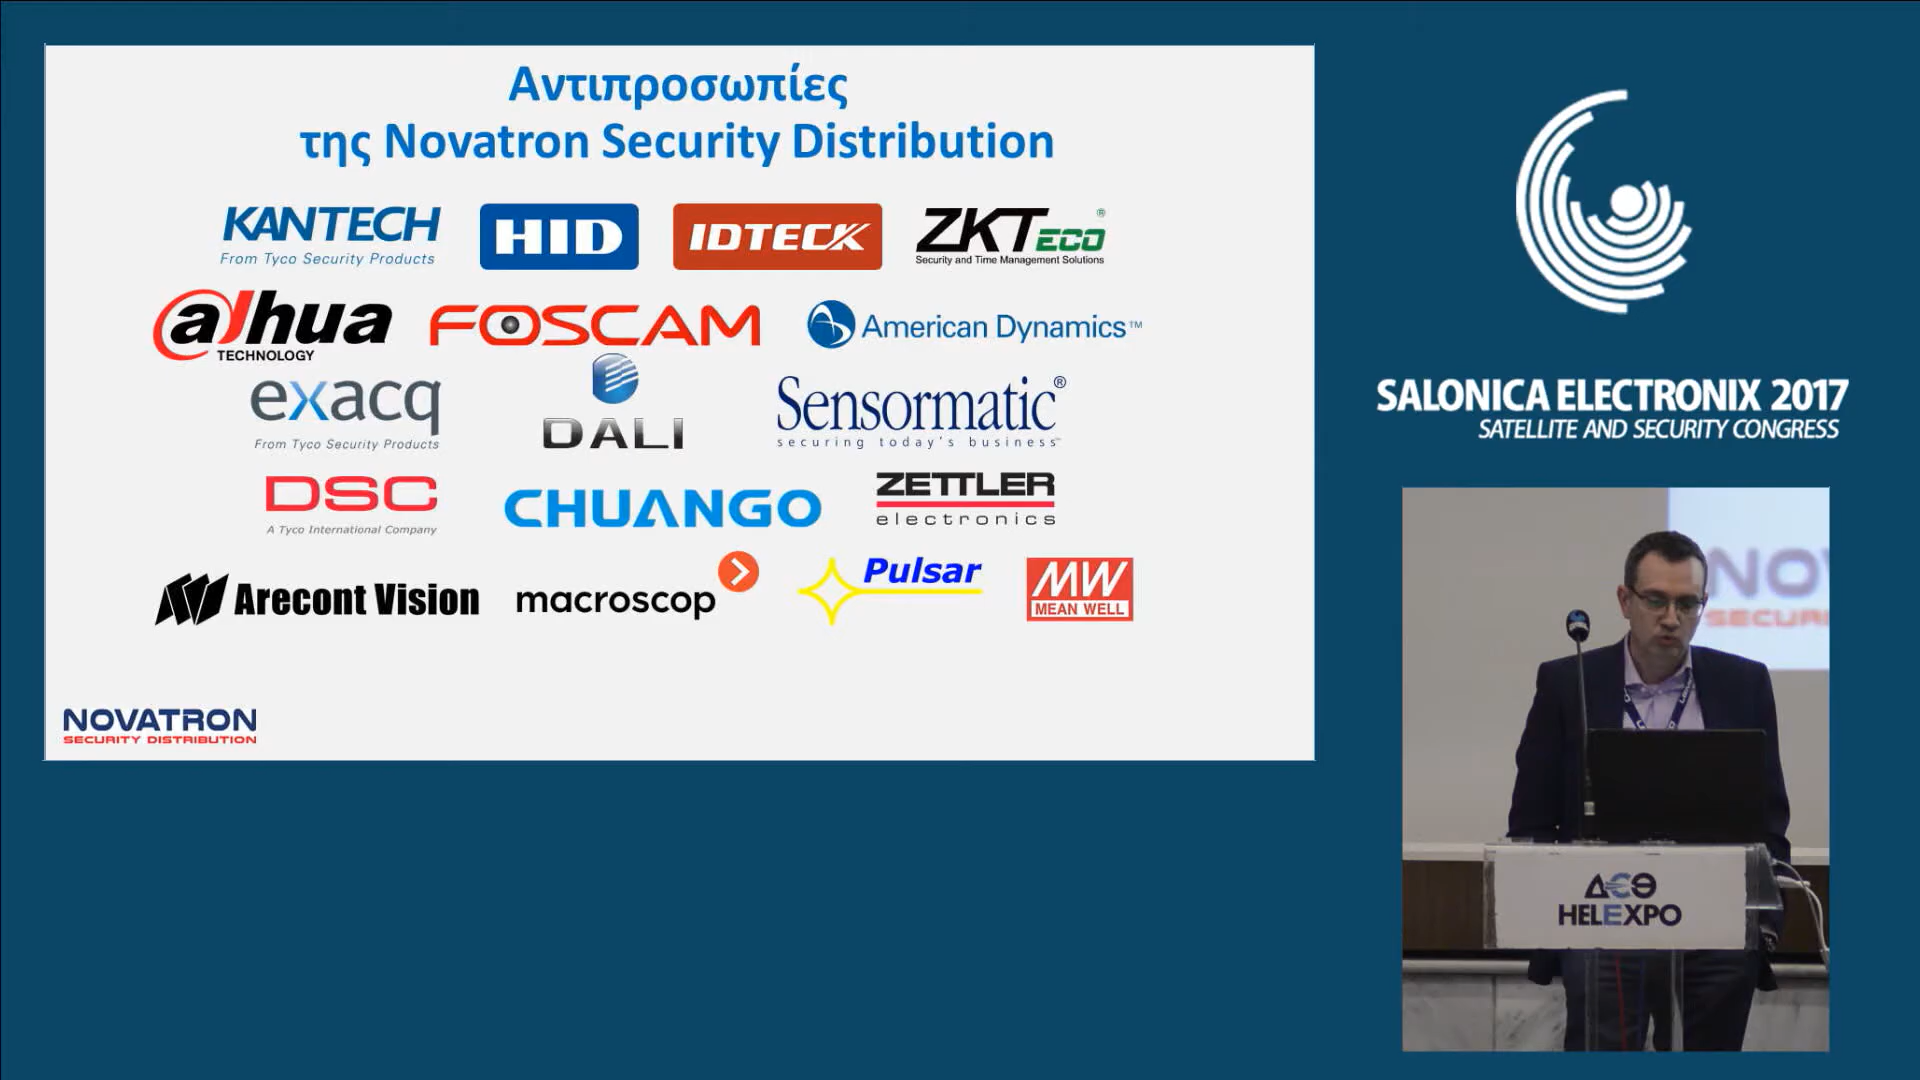 Αντιπροσωπίες
της Novatron Security Distribution
KANTECH
From Tyco Security Products
HID
IDTECK
ZKTECO®
Security and Time Management Solutions
alhua
TECHNOLOGY
FOSCAM
American Dynamics™
exacq
From Tyco Security Products
DALI
Sensormatic®
securing today's business
DSC
A Tyco International Company
CHUANGO
ZETTLER
electronics
Arecont Vision
macroscop
Pulsar
MW
MEAN WELL
NOVATRON
SECURITY DISTRIBUTION
SALONICA ELECTRONIX 2017
SATELLITE AND SECURITY CONGRESS
NOV
SECURI
ΔΕΘ
HELEXPO